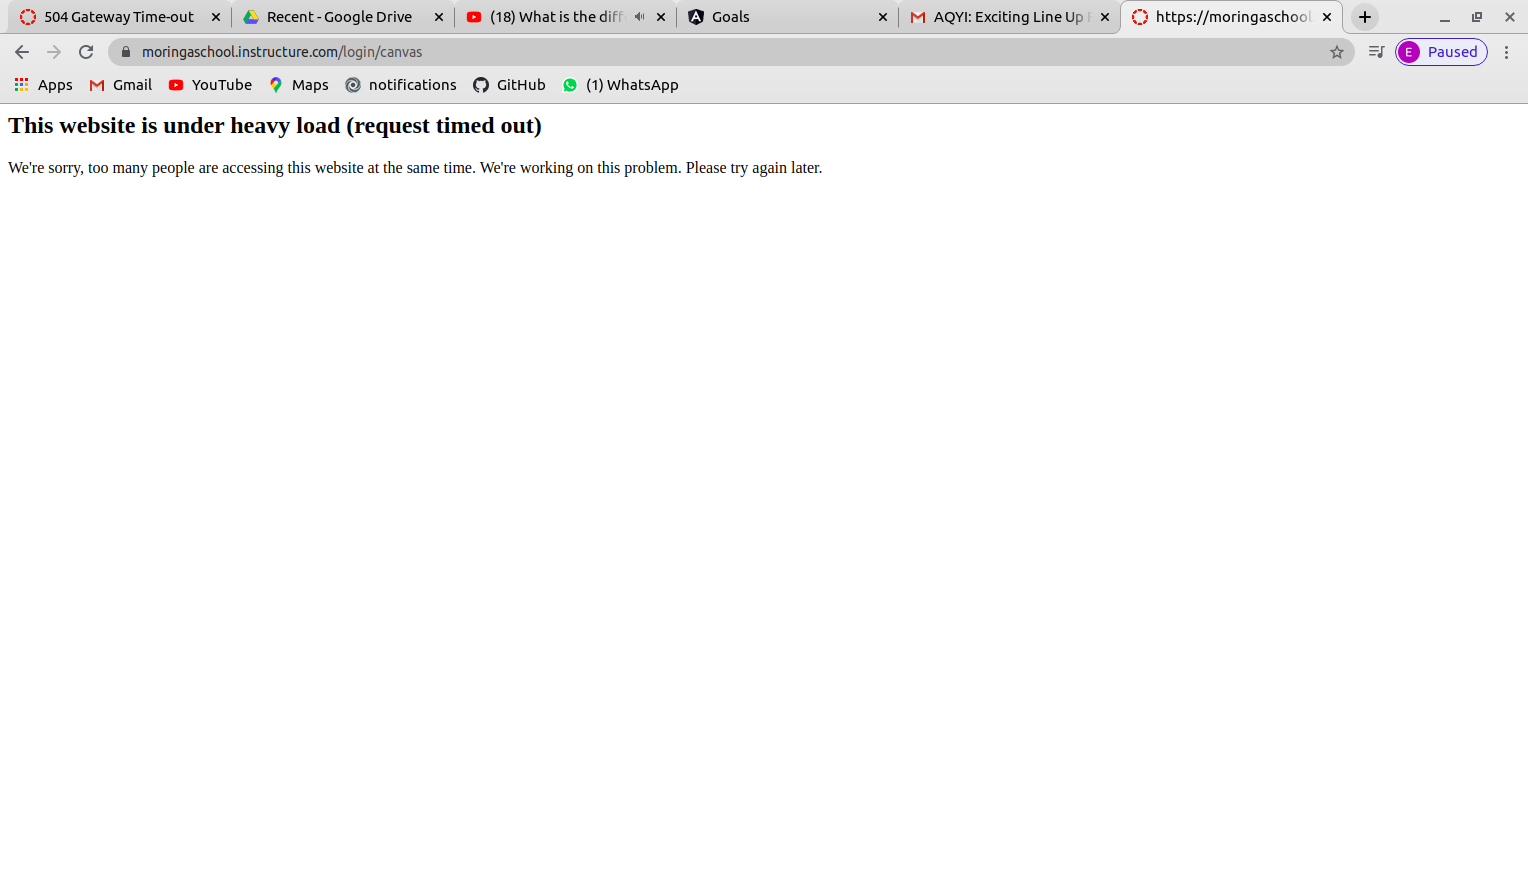 504 Gateway Time-out
Recent - Google Drive
(18) What is the diff
Goals
AQYI: Exciting Line Up
https://moringaschool
moringaschool.instructure.com/login/canvas
E Paused
Apps Gmail YouTube Maps notifications GitHub (1) WhatsApp
This website is under heavy load (request timed out)
We're sorry, too many people are accessing this website at the same time. We're working on this problem. Please try again later.